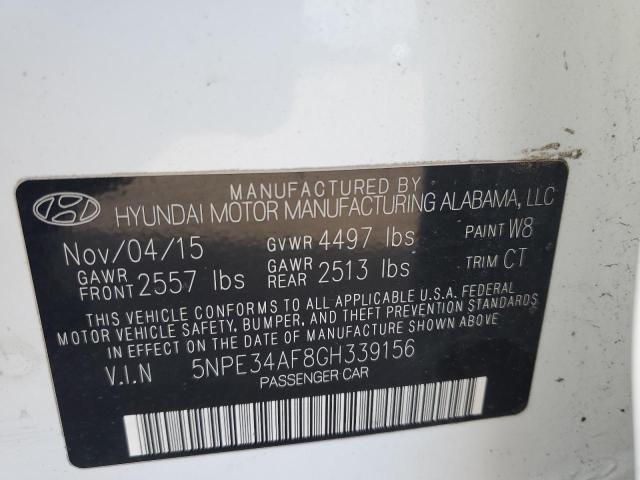 MANUFACTURED BY
HYUNDAI MOTOR MANUFACTURING ALABAMA, LLC
Nov/04/15 GVWR 4497 lbs PAINT W8
GAWR FRONT 2557 lbs GAWR REAR 2513 lbs TRIM CT
THIS VEHICLE CONFORMS TO ALL APPLICABLE U.S.A. FEDERAL
MOTOR VEHICLE SAFETY, BUMPER, AND THEFT PREVENTION STANDARDS
IN EFFECT ON THE DATE OF MANUFACTURE SHOWN ABOVE
V.I.N 5NPE34AF8GH339156
PASSENGER CAR